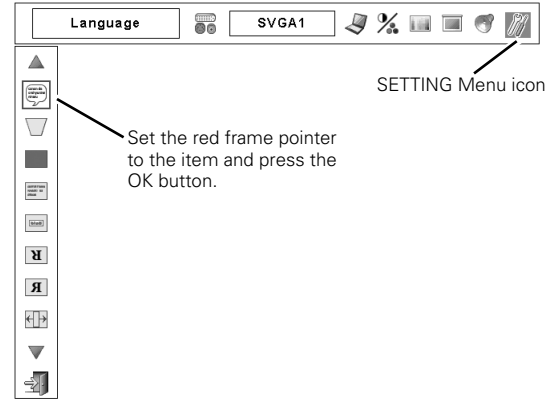 Language
SVGA1
SETTING Menu icon
Set the red frame pointer
to the item and press the
OK button.